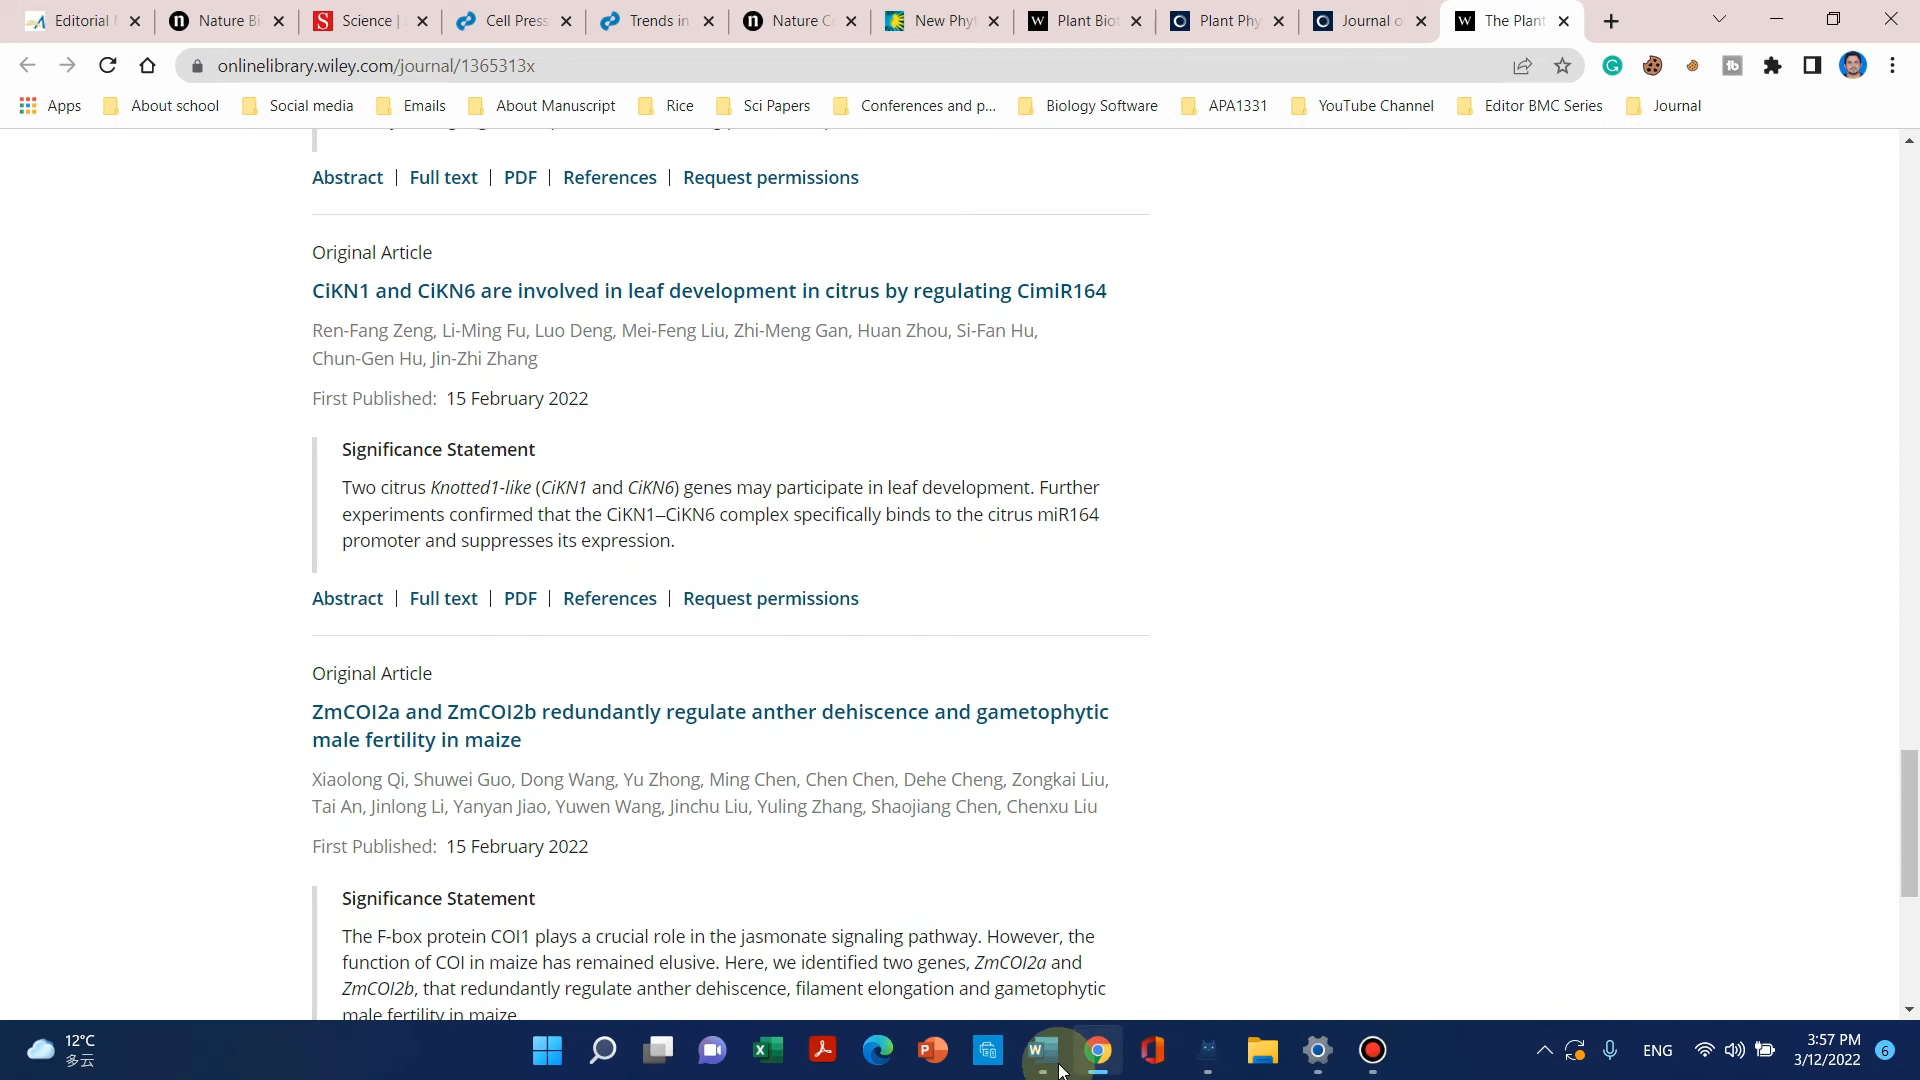 Editorial M
Nature Bi
Science |
Cell Press
Trends in
Nature Co
New Phyt
Plant Biot
Plant Phy
Journal o
The Plant
onlinelibrary.wiley.com/journal/1365313x
Apps
About school
Social media
Emails
About Manuscript
Rice
Sci Papers
Conferences and p...
Biology Software
APA1331
YouTube Channel
Editor BMC Series
Journal
Abstract | Full text | PDF | References | Request permissions
Original Article
CiKN1 and CiKN6 are involved in leaf development in citrus by regulating CimiR164
Ren-Fang Zeng, Li-Ming Fu, Luo Deng, Mei-Feng Liu, Zhi-Meng Gan, Huan Zhou, Si-Fan Hu,
Chun-Gen Hu, Jin-Zhi Zhang
First Published: 15 February 2022
Significance Statement
Two citrus Knotted1-like (CiKN1 and CiKN6) genes may participate in leaf development. Further
experiments confirmed that the CiKN1–CiKN6 complex specifically binds to the citrus miR164
promoter and suppresses its expression.
Abstract | Full text | PDF | References | Request permissions
Original Article
ZmCOI2a and ZmCOI2b redundantly regulate anther dehiscence and gametophytic
male fertility in maize
Xiaolong Qi, Shuwei Guo, Dong Wang, Yu Zhong, Ming Chen, Chen Chen, Dehe Cheng, Zongkai Liu,
Tai An, Jinlong Li, Yanyan Jiao, Yuwen Wang, Jinchu Liu, Yuling Zhang, Shaojiang Chen, Chenxu Liu
First Published: 15 February 2022
Significance Statement
The F-box protein COI1 plays a crucial role in the jasmonate signaling pathway. However, the
function of COI in maize has remained elusive. Here, we identified two genes, ZmCOI2a and
ZmCOI2b, that redundantly regulate anther dehiscence, filament elongation and gametophytic
male fertility in maize.
12°C
多云
ENG
3:57 PM
3/12/2022
6